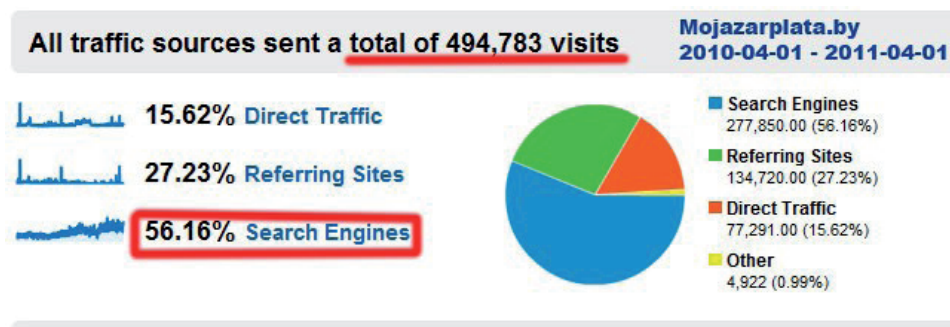 All traffic sources sent a total of 494,783 visits
Mojazarplata.by
2010-04-01 - 2011-04-01
15.62% Direct Traffic
27.23% Referring Sites
56.16% Search Engines
Search Engines
277,850.00 (56.16%)
Referring Sites
134,720.00 (27.23%)
Direct Traffic
77,291.00 (15.62%)
Other
4,922 (0.99%)